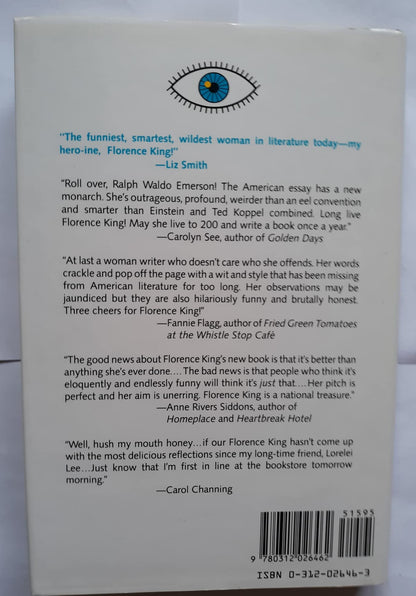 "The funniest, smartest, wildest woman in literature today—my
hero-ine, Florence King!"
—Liz Smith
"Roll over, Ralph Waldo Emerson! The American essay has a new
monarch. She's outrageous, profound, weirder than an eel convention
and smarter than Einstein and Ted Koppel combined. Long live
Florence King! May she live to 200 and write a book once a year."
—Carolyn See, author of Golden Days
"At last a woman writer who doesn't care who she offends. Her words
crackle and pop off the page with a wit and style that has been missing
from American literature for too long. Her observations may be
jaundiced but they are also hilariously funny and brutally honest.
Three cheers for Florence King!"
—Fannie Flagg, author of Fried Green Tomatoes
at the Whistle Stop Café
"The good news about Florence King's new book is that it's better than
anything she's ever done.... The bad news is that people who think it's
eloquently and endlessly funny will think it's just that.... Her pitch is
perfect and her aim is unerring. Florence King is a national treasure."
—Anne Rivers Siddons, author of
Homeplace and Heartbreak Hotel
"Well, hush my mouth honey...if our Florence King hasn't come up
with the most delicious reflections since my long-time friend, Lorelei
Lee...Just know that I'm first in line at the bookstore tomorrow
morning."
—Carol Channing
51595
9 780312 026462
ISBN 0-312-02646-3